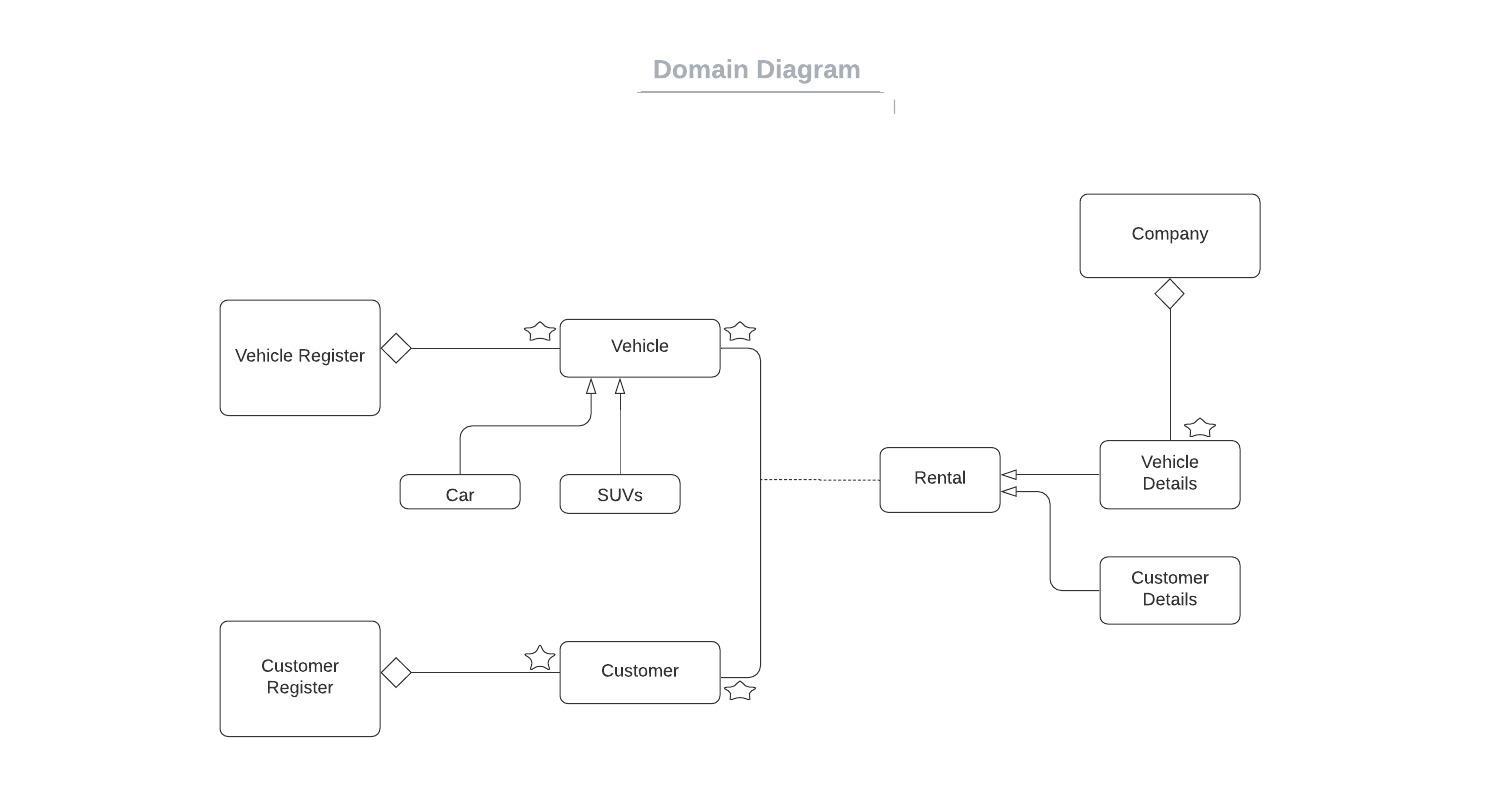 Domain Diagram
Company
Vehicle Register
Vehicle
Car
SUVs
Rental
Vehicle
Details
Customer
Details
Customer
Register
Customer